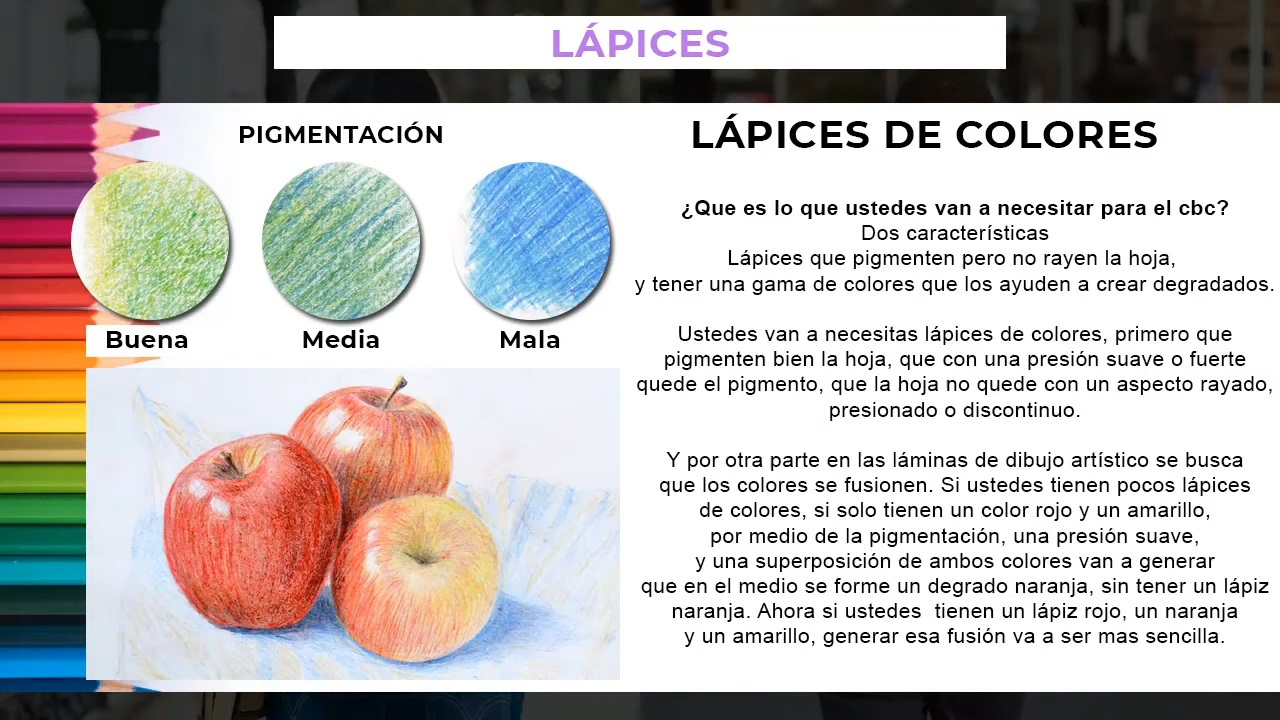 LÁPICES
PIGMENTACIÓN
Buena
Media
Mala
LÁPICES DE COLORES
¿Que es lo que ustedes van a necesitar para el cbc?
Dos características
Lápices que pigmenten pero no rayen la hoja,
y tener una gama de colores que los ayuden a crear degradados.
Ustedes van a necesitas lápices de colores, primero que
pigmenten bien la hoja, que con una presión suave o fuerte
quede el pigmento, que la hoja no quede con un aspecto rayado,
presionado o discontinuo.
Y por otra parte en las láminas de dibujo artístico se busca
que los colores se fusionen. Si ustedes tienen pocos lápices
de colores, si solo tienen un color rojo y un amarillo,
por medio de la pigmentación, una presión suave,
y una superposición de ambos colores van a generar
que en el medio se forme un degrado naranja, sin tener un lápiz
naranja. Ahora si ustedes  tienen un lápiz rojo, un naranja
y un amarillo, generar esa fusión va a ser mas sencilla.